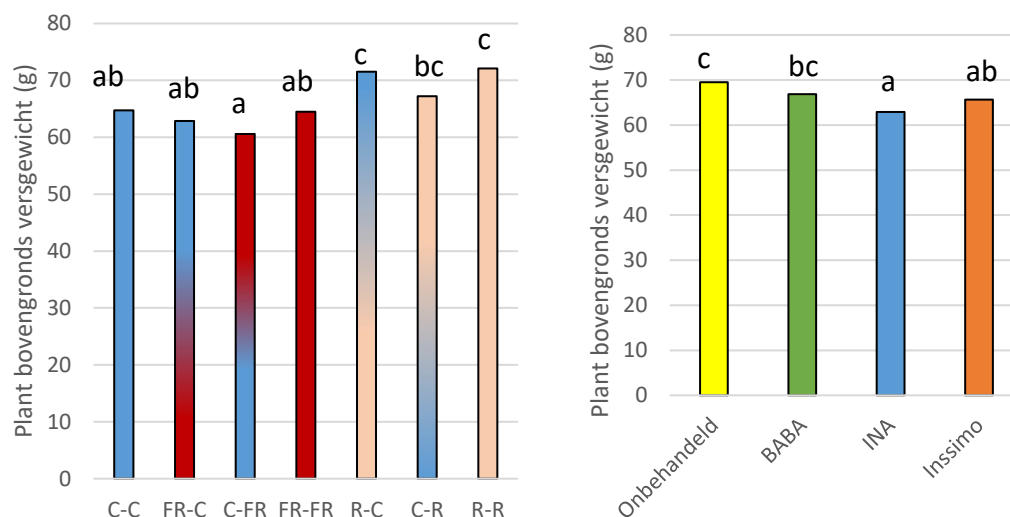 Plant bovengronds versgewicht (g)
80
70
60
50
40
30
20
10
0
ab
ab
a
ab
c
bc
c
C-C FR-C C-FR FR-FR R-C C-R R-R
Plant bovengronds versgewicht (g)
80
70
60
50
40
30
20
10
0
c
bc
a
ab
Onbehandeld
BABA
INA
Inssimo